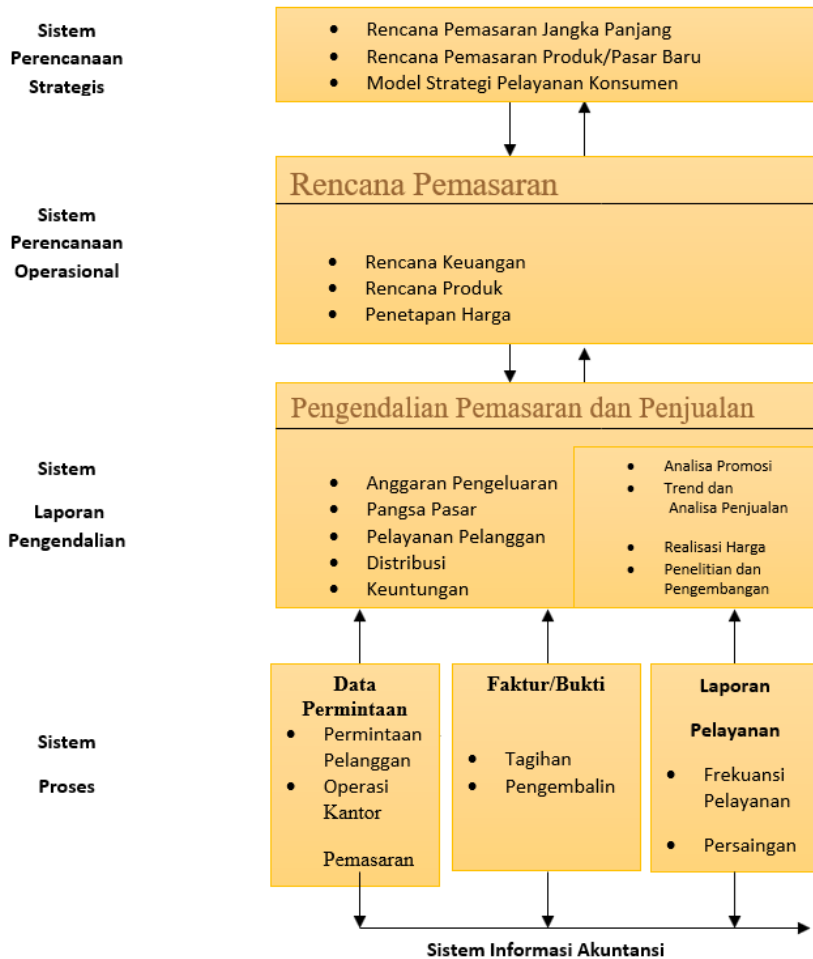 Sistem
Perencanaan
Strategis
Rencana Pemasaran Jangka Panjang
Rencana Pemasaran Produk/Pasar Baru
Model Strategi Pelayanan Konsumen
Sistem
Perencanaan
Operasional
Rencana Pemasaran
Rencana Keuangan
Rencana Produk
Penetapan Harga
Sistem
Laporan
Pengendalian
Pengendalian Pemasaran dan Penjualan
Anggaran Pengeluaran
Pangsa Pasar
Pelayanan Pelanggan
Distribusi
Keuntungan
Analisa Promosi
Trend dan
Analisa Penjualan
Realisasi Harga
Penelitian dan
Pengembangan
Sistem
Proses
Data
Permintaan
Permintaan
Pelanggan
Operasi
Kantor
Pemasaran
Faktur/Bukti
Tagihan
Pengembalin
Laporan
Pelayanan
Frekuansi
Pelayanan
Persaingan
Sistem Informasi Akuntansi